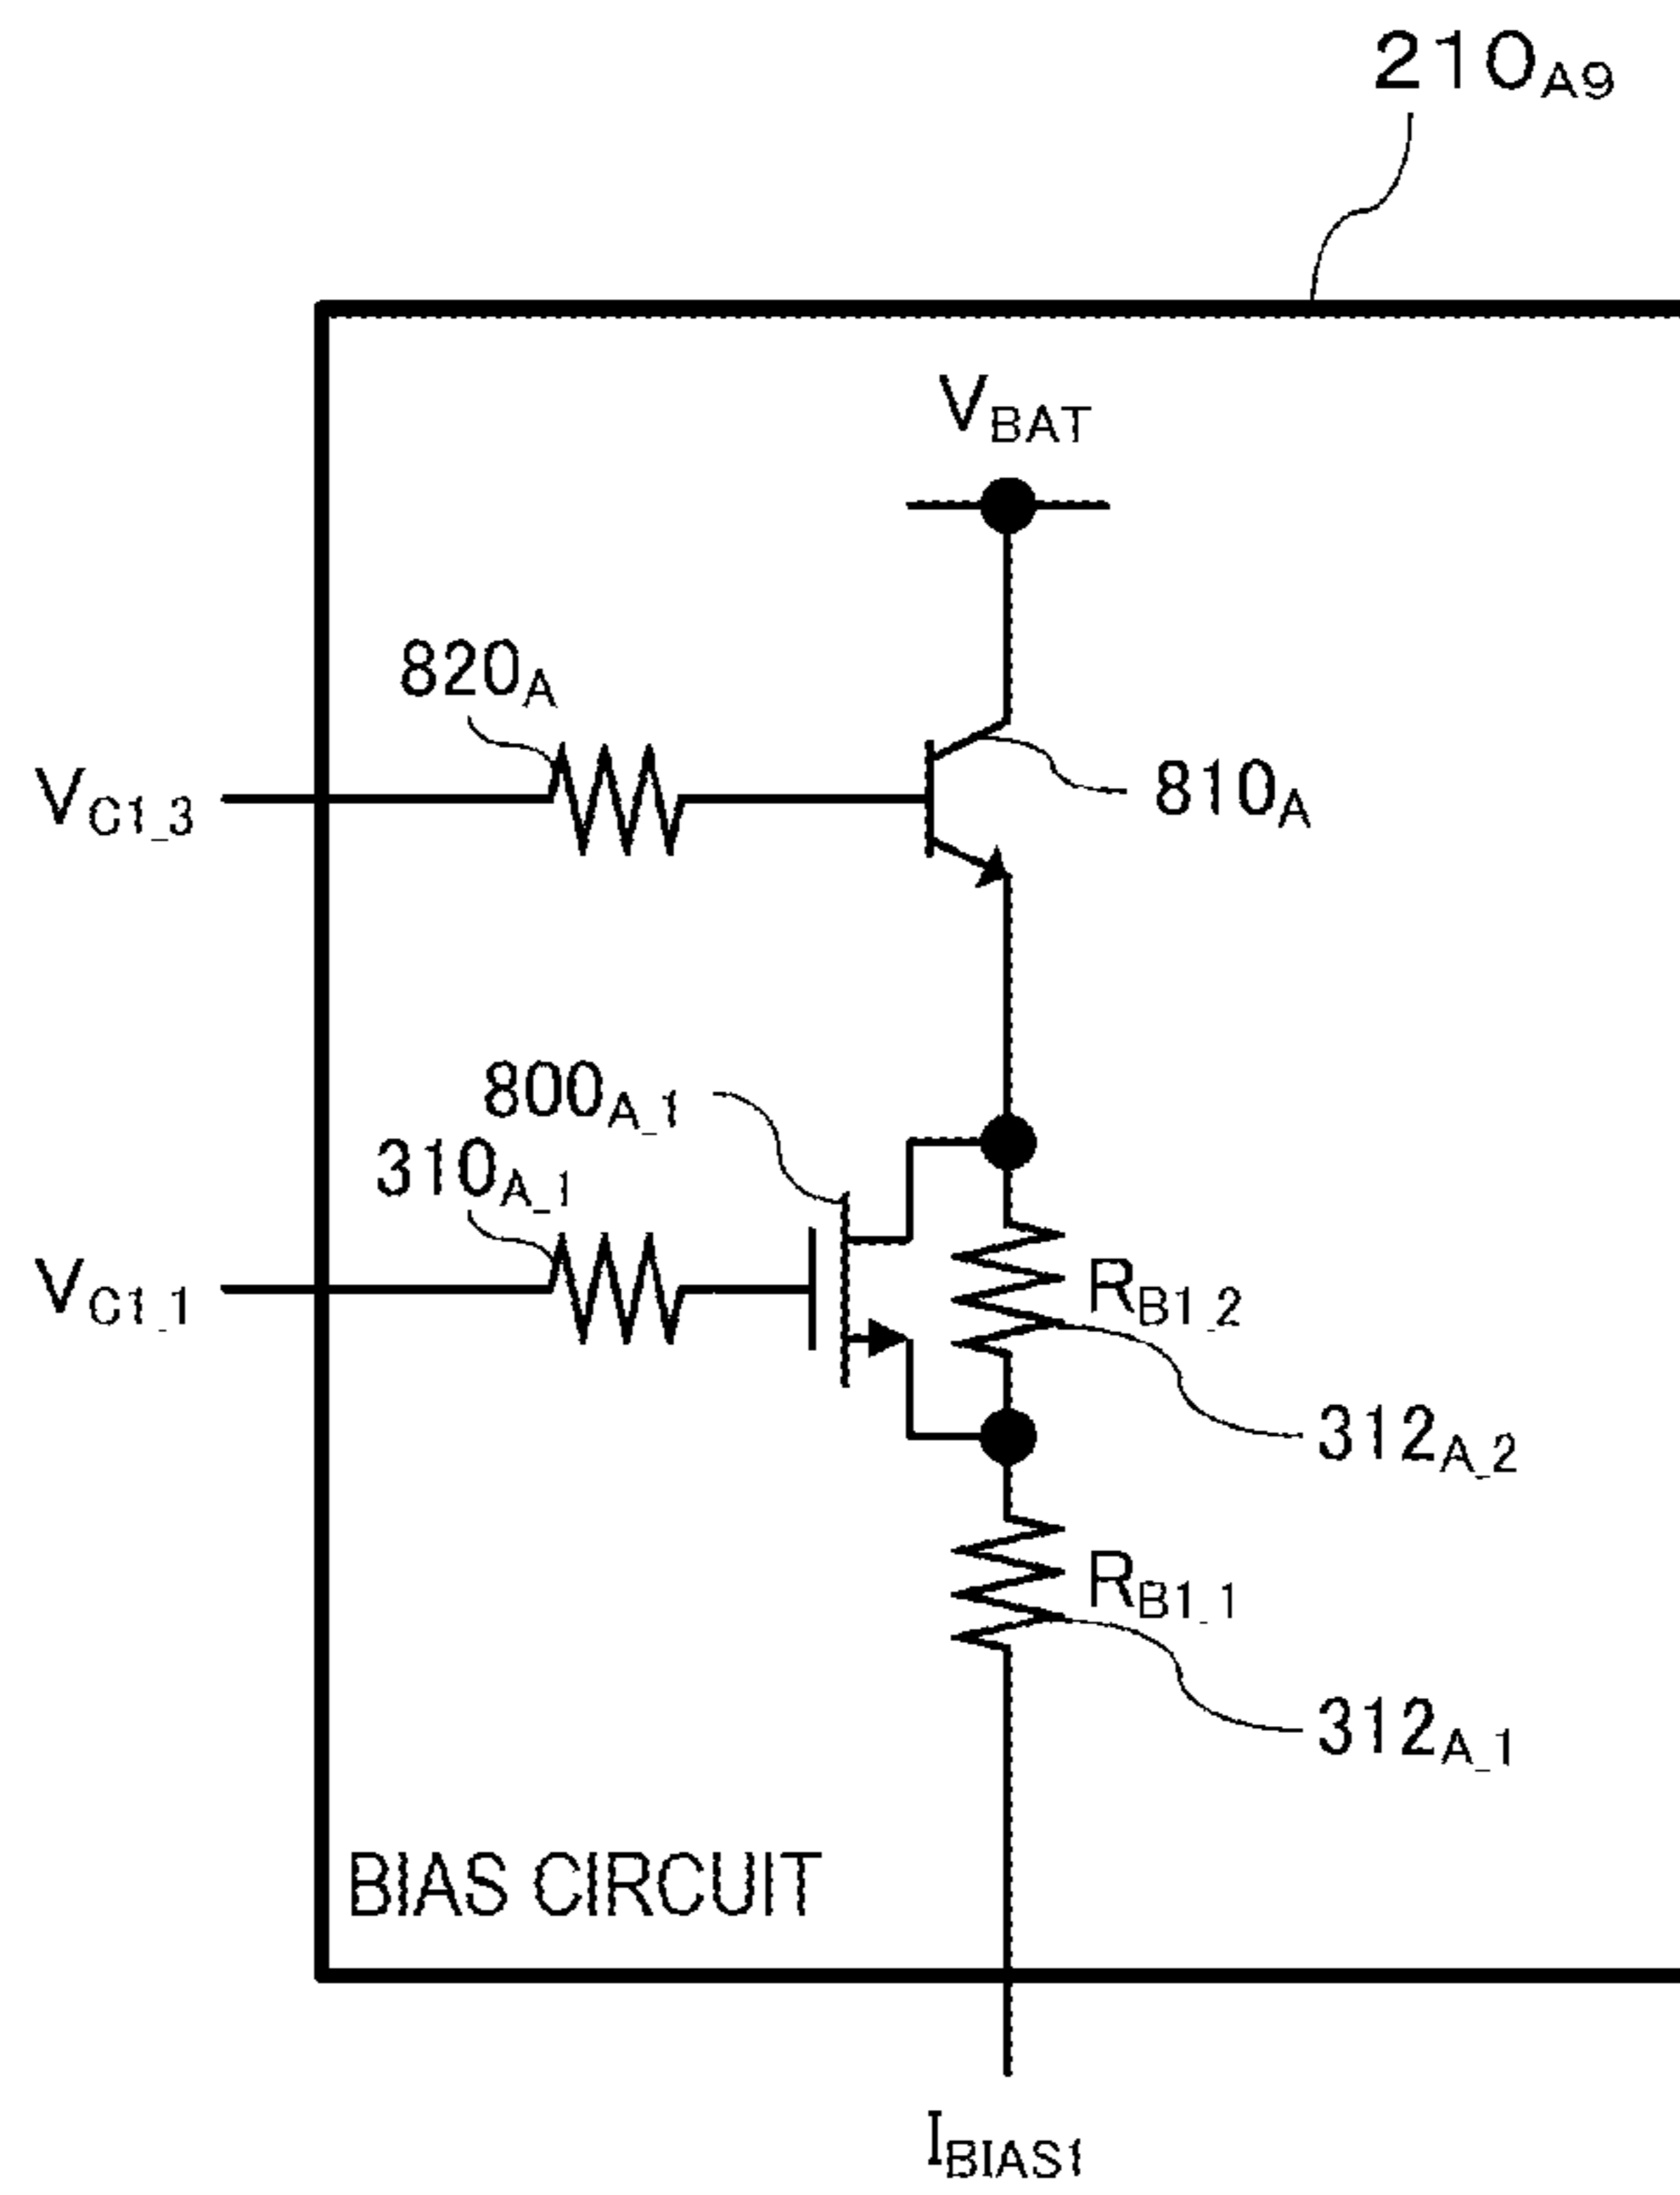 210A9
VBAT
820A
VC1_3
810A
800A_1
310A_1
VC1_1
RB1_2
312A_2
RB1_1
312A_1
BIAS CIRCUIT
IBIAS1